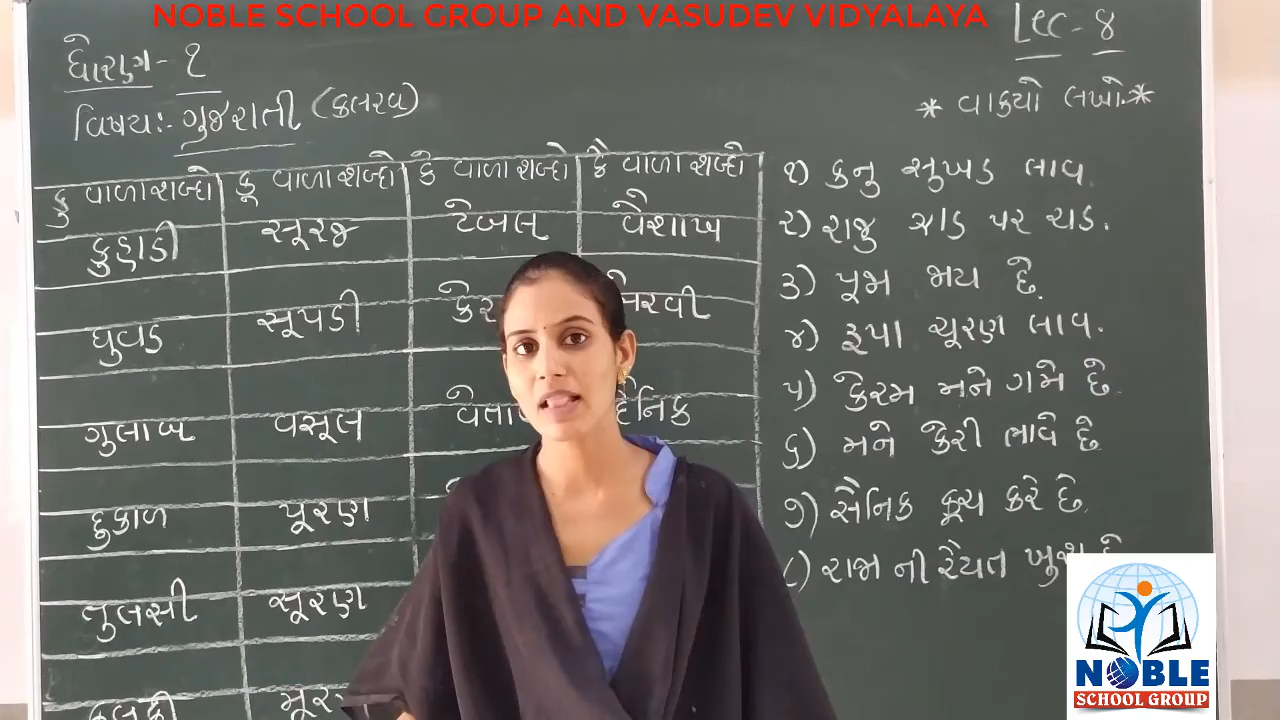 NOBLE SCHOOL GROUP AND VASUDEV VIDYALAYA
Lec - ૪
ધોરણ - ૧
વિષય:- ગુજરાતી (કલરવ)
* વાક્યો લખો.*
કુ વાળા શબ્દો કૂ વાળા શબ્દો કે વાળા શબ્દો કૈ વાળા શબ્દો
કુહાડી સૂરજ ટેબલ વૈશાખ
ઘુવડ સૂપડી
ગુલાબ વસૂલ દૈનિક
દુકાળ પૂરણ
તુલસી સૂરણ
૧) કનુ સુખડ લાવ.
૨) રાજુ ઝાડ પર ચડ.
૩) ભય છે.
૪) રૂપા ચૂરણ લાવ.
૫) કેરમ મને ગમે છે.
૬) મને કેરી ભાવે છે.
૭) સૈનિક કૂચ કરે છે.
૮) ની રૈયત
NOBLE
SCHOOL GROUP